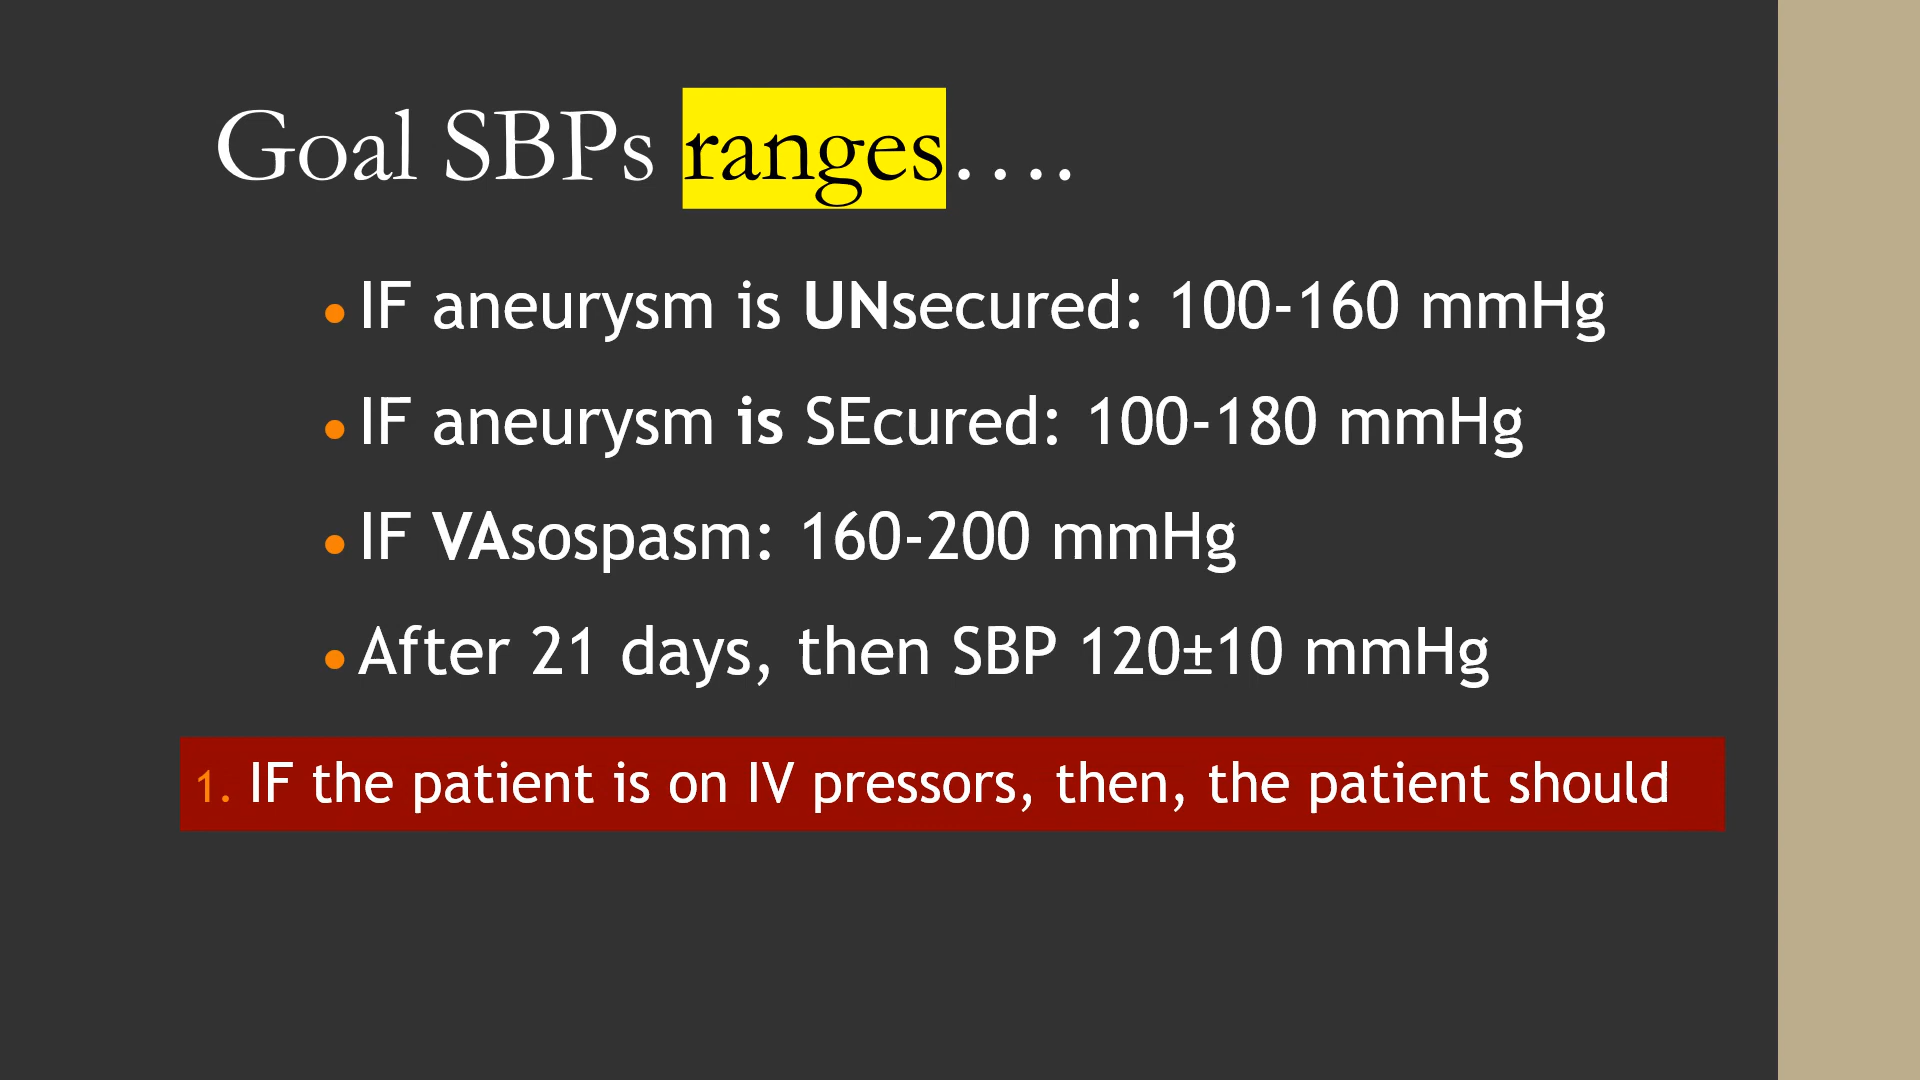 Goal SBPs ranges….
• IF aneurysm is UNsecured: 100-160 mmHg
• IF aneurysm is SEcured: 100-180 mmHg
• IF VAsospasm: 160-200 mmHg
• After 21 days, then SBP 120±10 mmHg
1. IF the patient is on IV pressors, then, the patient should